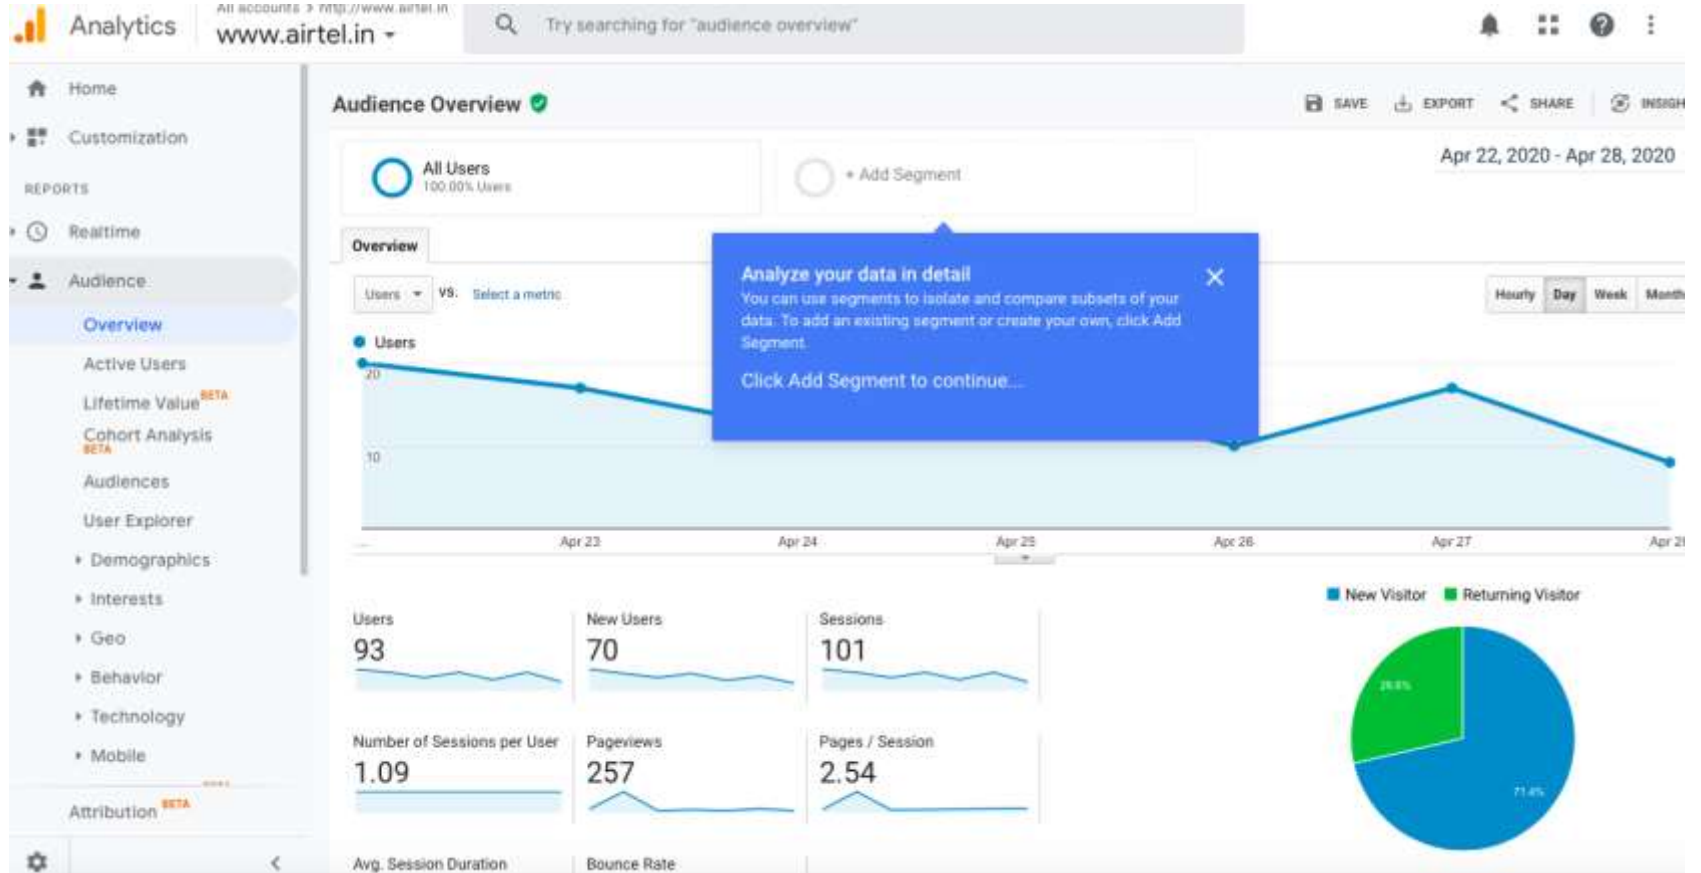 All accounts > http://www.airtel.in
Analytics
www.airtel.in
Try searching for "audience overview"
Home
Customization
REPORTS
Realtime
Audience
Overview
Active Users
Lifetime Value BETA
Cohort Analysis
BETA
Audiences
User Explorer
Demographics
Interests
Geo
Behavior
Technology
Mobile
Attribution BETA
Audience Overview
SAVE EXPORT SHARE INSIGH
All Users
100.00% Users
+ Add Segment
Apr 22, 2020 - Apr 28, 2020
Overview
Users VS. Select a metric
Hourly Day Week Month
Analyze your data in detail
You can use segments to isolate and compare subsets of your
data. To add an existing segment or create your own, click Add
Segment.
Click Add Segment to continue...
Users
20
10
... Apr 23 Apr 24 Apr 25 Apr 26 Apr 27 Apr 28
New Visitor Returning Visitor
Users New Users Sessions
93 70 101
Number of Sessions per User Pageviews Pages / Session
1.09 257 2.54
Avg. Session Duration Bounce Rate
71.4%